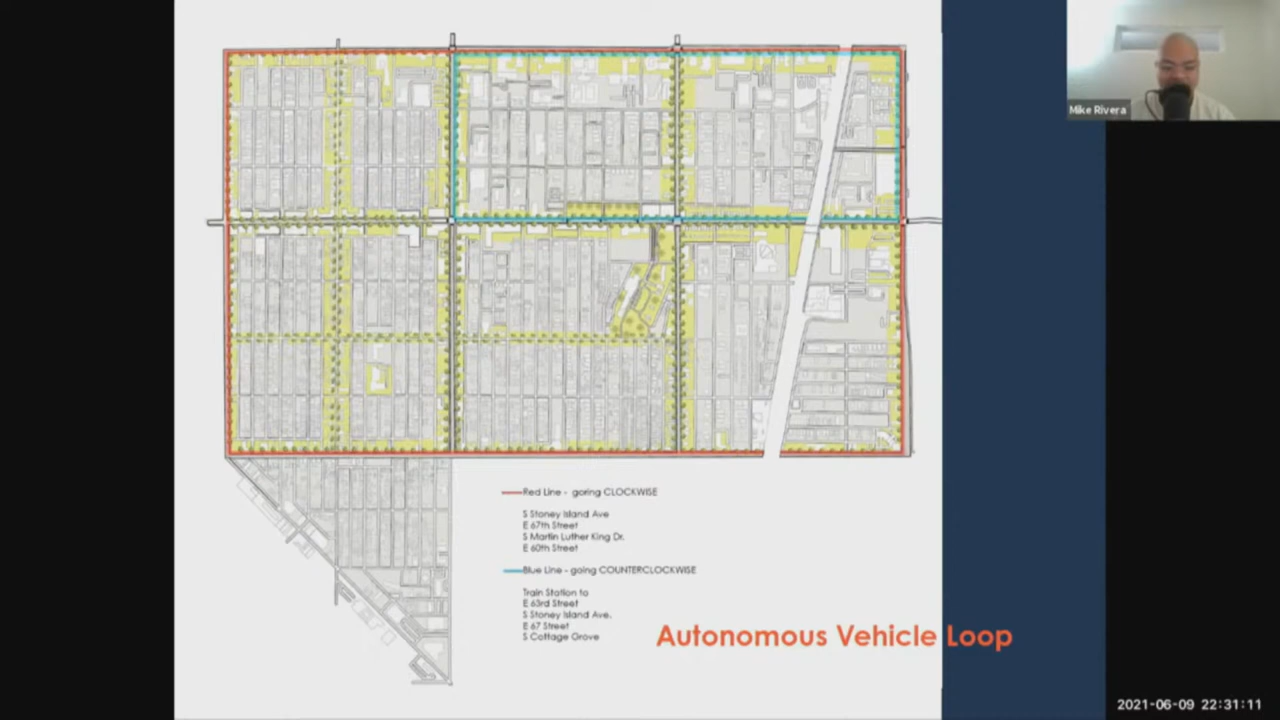 Mike Rivera
Red Line - goring CLOCKWISE
S Stoney Island Ave
E 67th Street
S Martin Luther King Dr.
E 60th Street
Blue Line - going COUNTERCLOCKWISE
Train Station to
E 63rd Street
S Stoney Island Ave.
E 67 Street
S Cottage Grove
Autonomous Vehicle Loop
2021-06-09 22:31:11